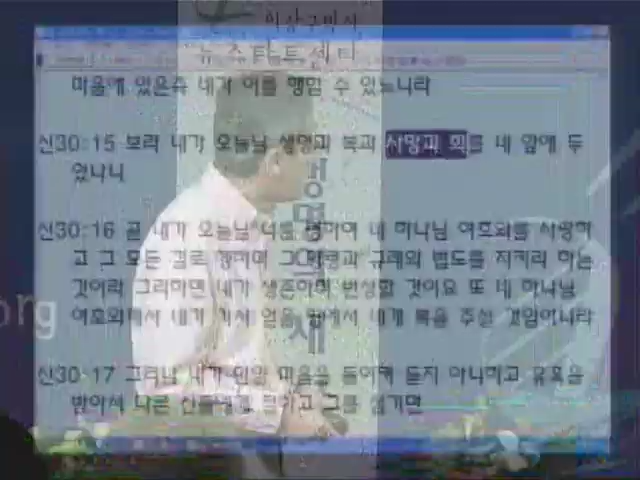 이상구박사
뉴스타트센터
마음에 있은즉 네가 이를 행할 수 있느니라
신30:15 보라 내가 오늘날 생명과 복과 사망과 화를 네 앞에 두
었나니
신30:16 곧 내가 오늘날 너를 명하여 네 하나님 여호와를 사랑하
고 그 모든 길로 행하며 그 명령과 규례와 법도를 지키라 하는
것이라 그리하면 네가 생존하며 번성할 것이요 또 네 하나님
여호와께서 네가 가서 얻을 땅에서 네게 복을 주실 것임이니라
org
신30:17 그러나 네가 만일 마음을 돌이켜 듣지 아니하고 유혹을
받아서 다른 신들에게 절하고 그를 섬기면